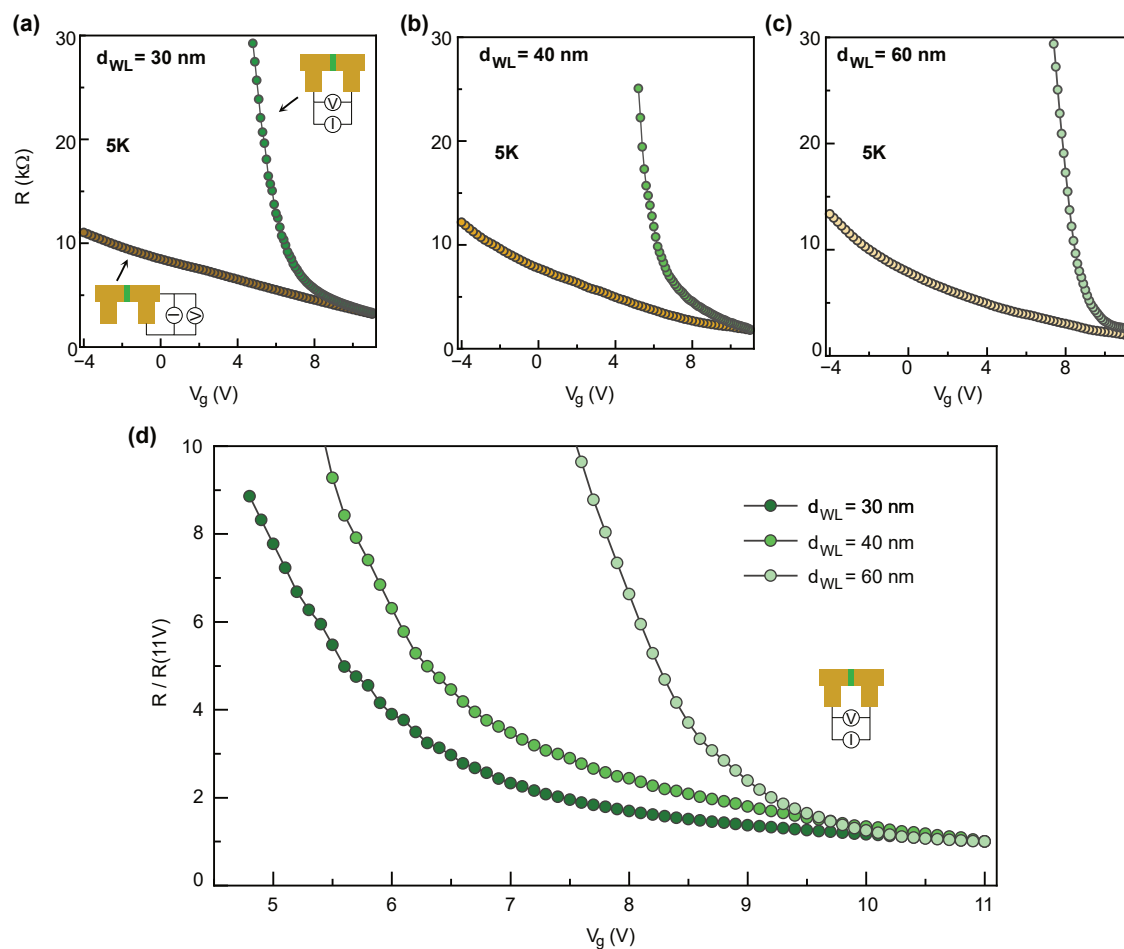 (a)
d_WL = 30 nm
5K
R (kΩ)
30
20
10
0
−4
0
4
8
V_g (V)
V
I
I
V
(b)
d_WL = 40 nm
5K
30
20
10
0
−4
0
4
8
V_g (V)
(c)
d_WL = 60 nm
5K
30
20
10
0
−4
0
4
8
V_g (V)
(d)
R / R(11V)
10
8
6
4
2
0
5
6
7
8
9
10
11
V_g (V)
d_WL = 30 nm
d_WL = 40 nm
d_WL = 60 nm
V
I